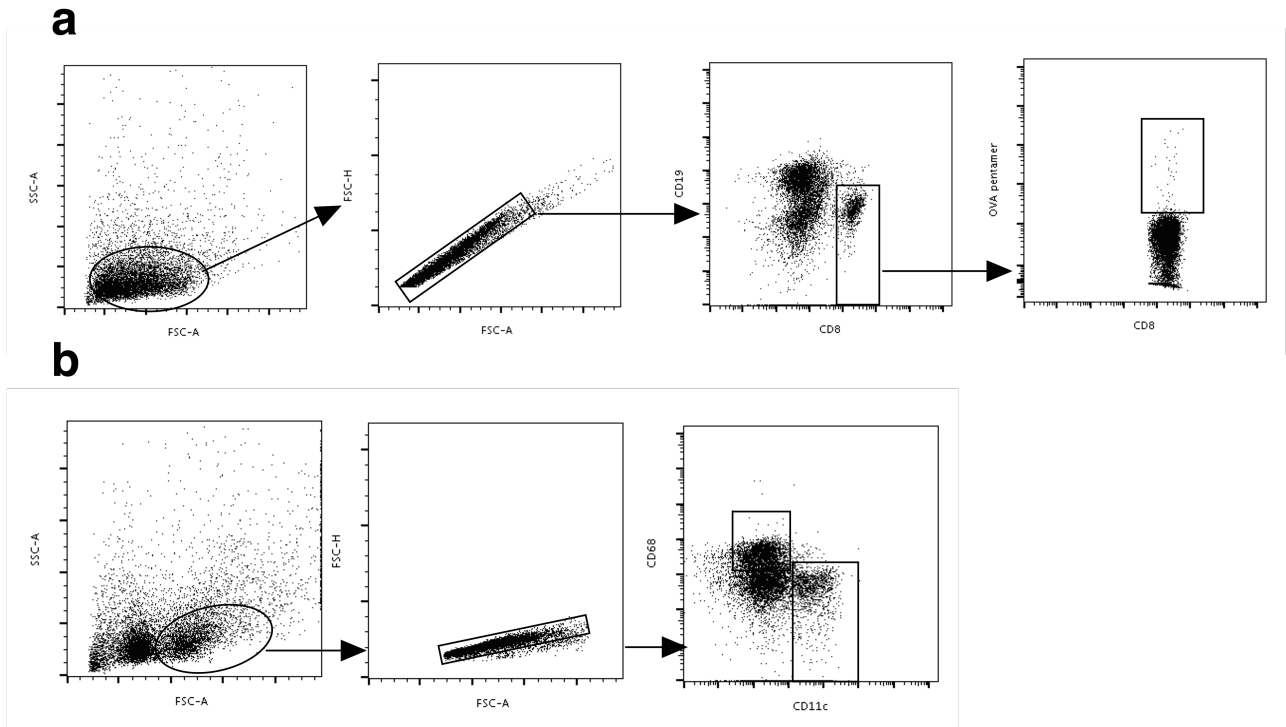 a
SSC-A
FSC-A
FSC-H
FSC-A
CD19
CD8
OVA pentamer
CD8
b
SSC-A
FSC-A
FSC-H
FSC-A
CD68
CD11c